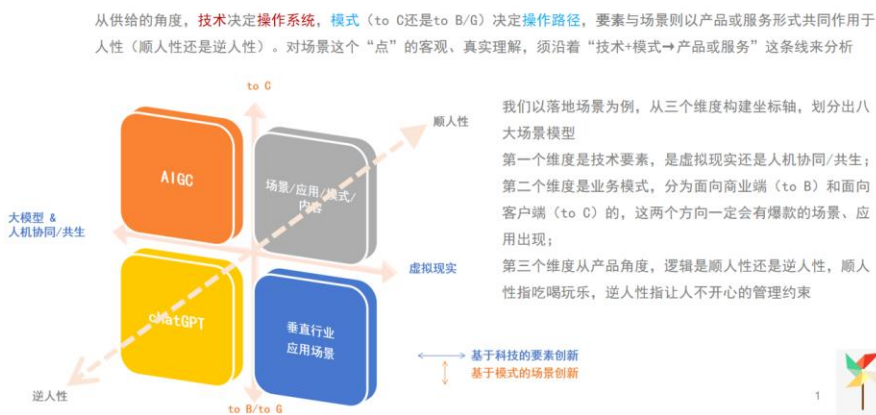 从供给的角度，技术决定操作系统，模式（to C还是to B/G）决定操作路径，要素与场景则以产品或服务形式共同作用于
人性（顺人性还是逆人性）。对场景这个“点”的客观、真实理解，须沿着“技术+模式→产品或服务”这条线来分析
to C
顺人性
AIGC
场景/应用/模式/
内容
大模型 &
人机协同/共生
虚拟现实
cHatGPT
垂直行业
应用场景
逆人性
to B/to G
基于科技的要素创新
基于模式的场景创新
我们以落地场景为例，从三个维度构建坐标轴，划分出八
大场景模型
第一个维度是技术要素，是虚拟现实还是人机协同/共生；
第二个维度是业务模式，分为面向商业端（to B）和面向
客户端（to C）的，这两个方向一定会有爆款的场景、应
用出现；
第三个维度从产品角度，逻辑是顺人性还是逆人性，顺人
性指吃喝玩乐，逆人性指让人不开心的管理约束
1